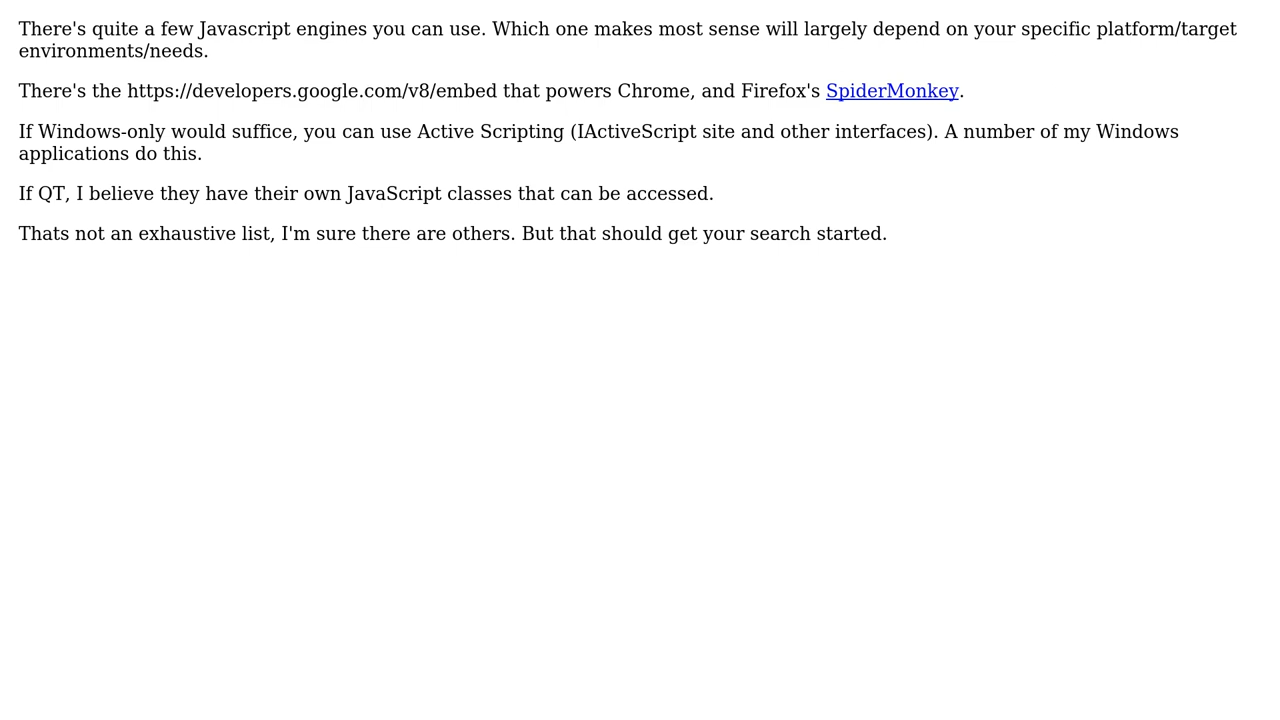 There's quite a few Javascript engines you can use. Which one makes most sense will largely depend on your specific platform/target
environments/needs.
There's the https://developers.google.com/v8/embed that powers Chrome, and Firefox's SpiderMonkey.
If Windows-only would suffice, you can use Active Scripting (IActiveScript site and other interfaces). A number of my Windows
applications do this.
If QT, I believe they have their own JavaScript classes that can be accessed.
Thats not an exhaustive list, I'm sure there are others. But that should get your search started.